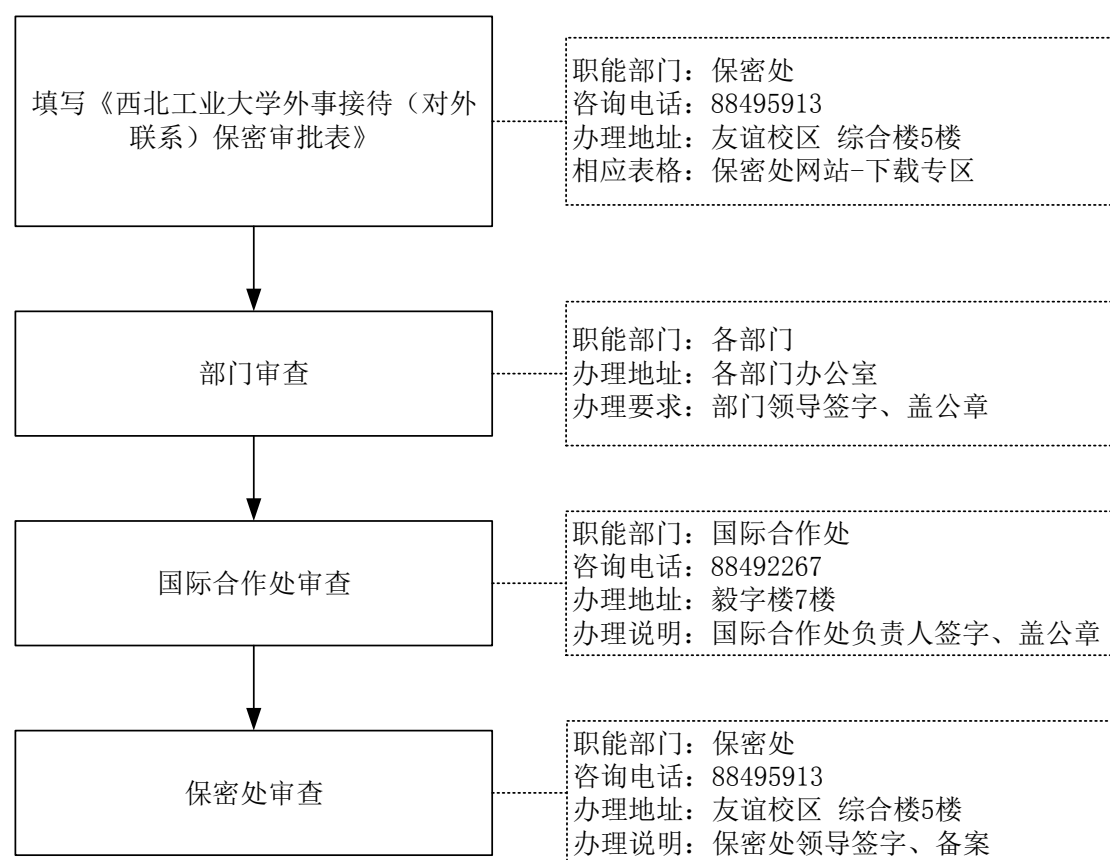 填写《西北工业大学外事接待（对外
联系）保密审批表》
职能部门：保密处
咨询电话：88495913
办理地址：友谊校区 综合楼5楼
相应表格：保密处网站-下载专区
部门审查
职能部门：各部门
办理地址：各部门办公室
办理要求：部门领导签字、盖公章
国际合作处审查
职能部门：国际合作处
咨询电话：88492267
办理地址：毅字楼7楼
办理说明：国际合作处负责人签字、盖公章
保密处审查
职能部门：保密处
咨询电话：88495913
办理地址：友谊校区 综合楼5楼
办理说明：保密处领导签字、备案